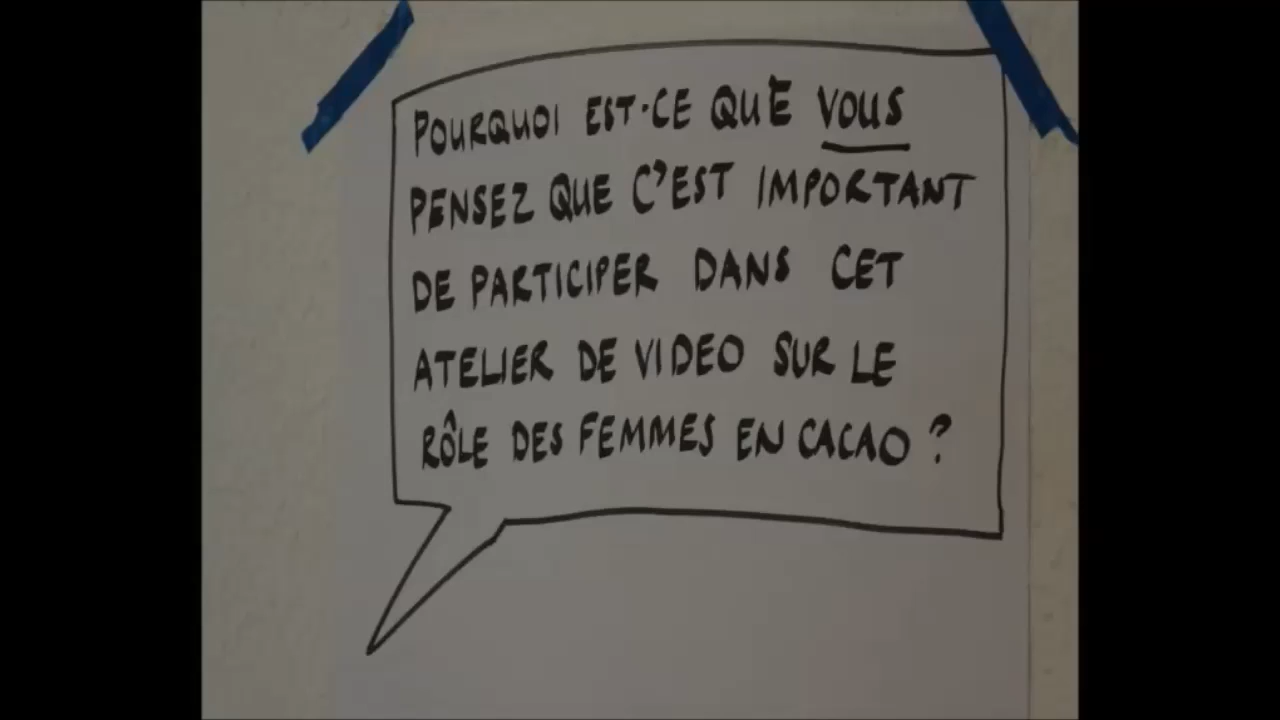 POURQUOI EST-CE QUE VOUS
PENSEZ QUE C'EST IMPORTANT
DE PARTICIPER DANS CET
ATELIER DE VIDEO SUR LE
RÔLE DES FEMMES EN CACAO ?